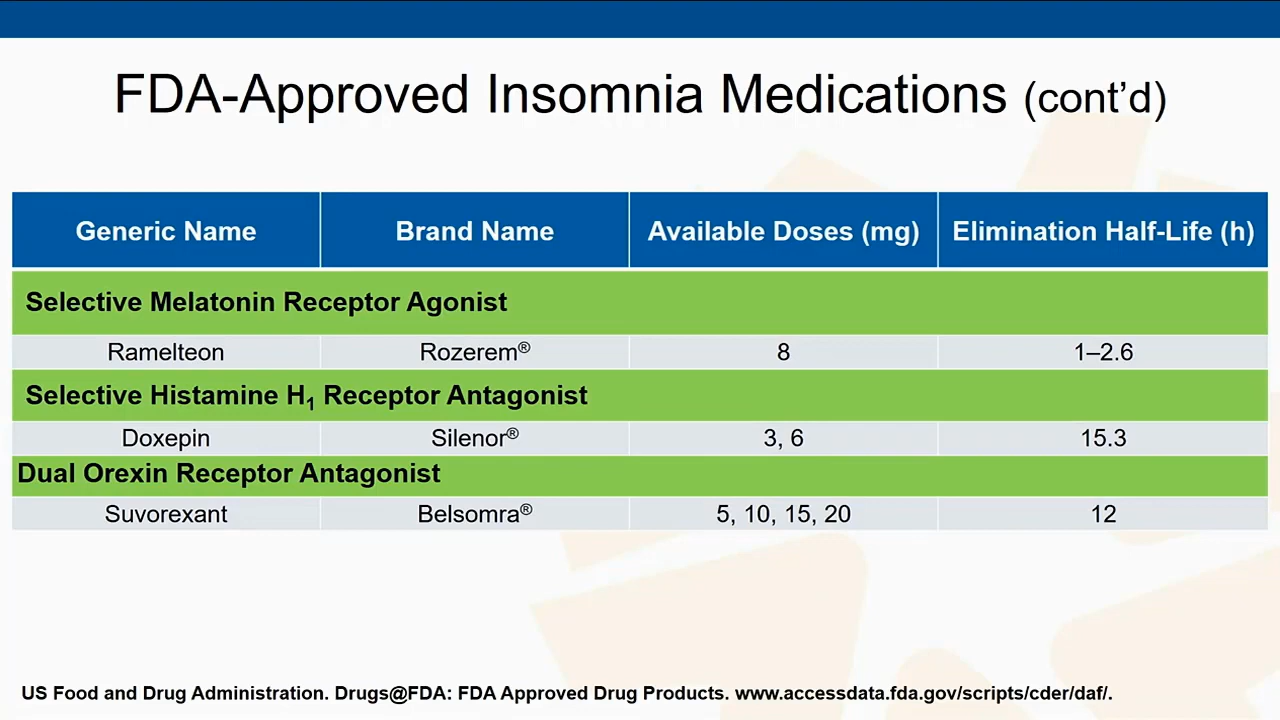 FDA-Approved Insomnia Medications (cont’d)
Generic Name Brand Name Available Doses (mg) Elimination Half-Life (h)
Selective Melatonin Receptor Agonist
Ramelteon Rozerem® 8 1–2.6
Selective Histamine H₁ Receptor Antagonist
Doxepin Silenor® 3, 6 15.3
Dual Orexin Receptor Antagonist
Suvorexant Belsomra® 5, 10, 15, 20 12
US Food and Drug Administration. Drugs@FDA: FDA Approved Drug Products. www.accessdata.fda.gov/scripts/cder/daf/.